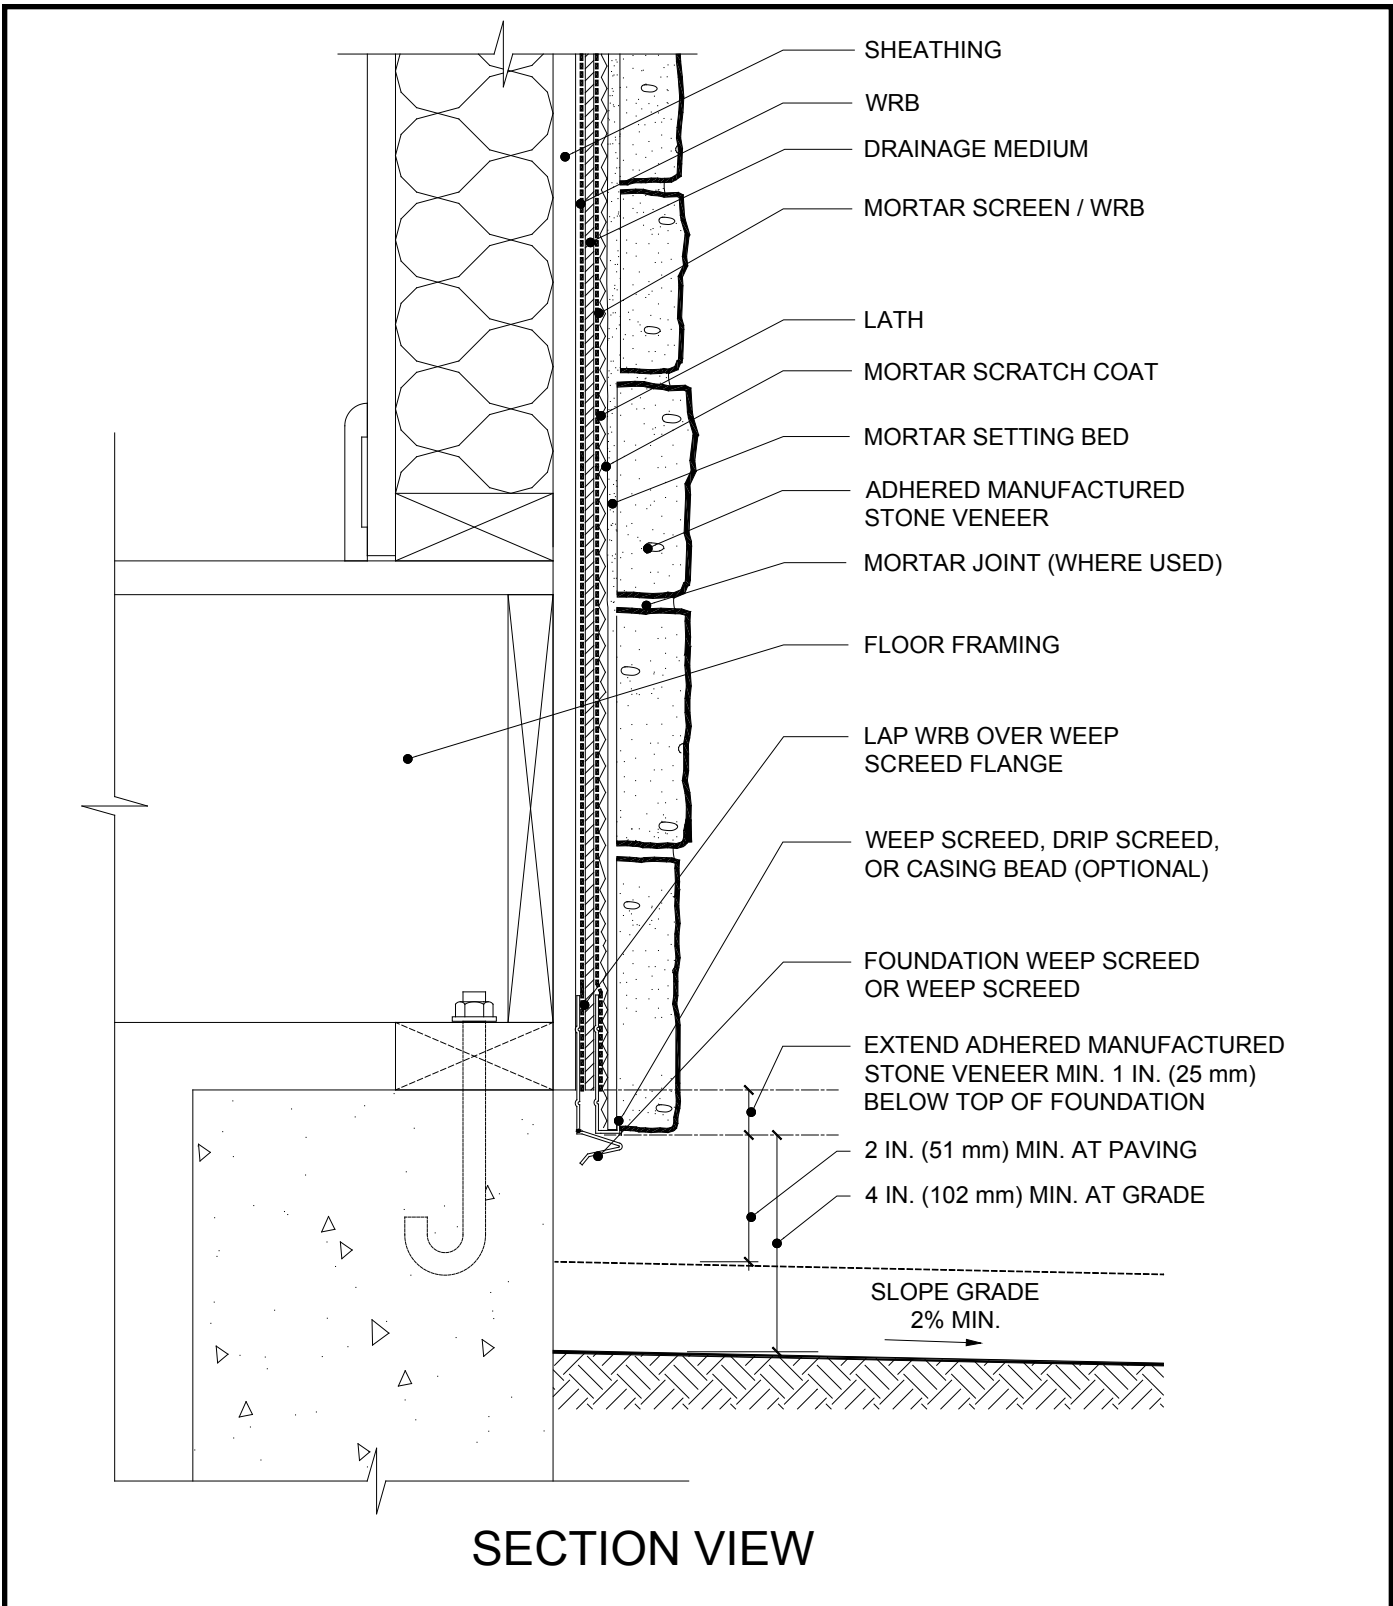 SHEATHING
WRB
DRAINAGE MEDIUM
MORTAR SCREEN / WRB
LATH
MORTAR SCRATCH COAT
MORTAR SETTING BED
ADHERED MANUFACTURED
STONE VENEER
MORTAR JOINT (WHERE USED)
FLOOR FRAMING
LAP WRB OVER WEEP
SCREED FLANGE
WEEP SCREED, DRIP SCREED,
OR CASING BEAD (OPTIONAL)
FOUNDATION WEEP SCREED
OR WEEP SCREED
EXTEND ADHERED MANUFACTURED
STONE VENEER MIN. 1 IN. (25 mm)
BELOW TOP OF FOUNDATION
2 IN. (51 mm) MIN. AT PAVING
4 IN. (102 mm) MIN. AT GRADE
SLOPE GRADE
2% MIN.
SECTION VIEW